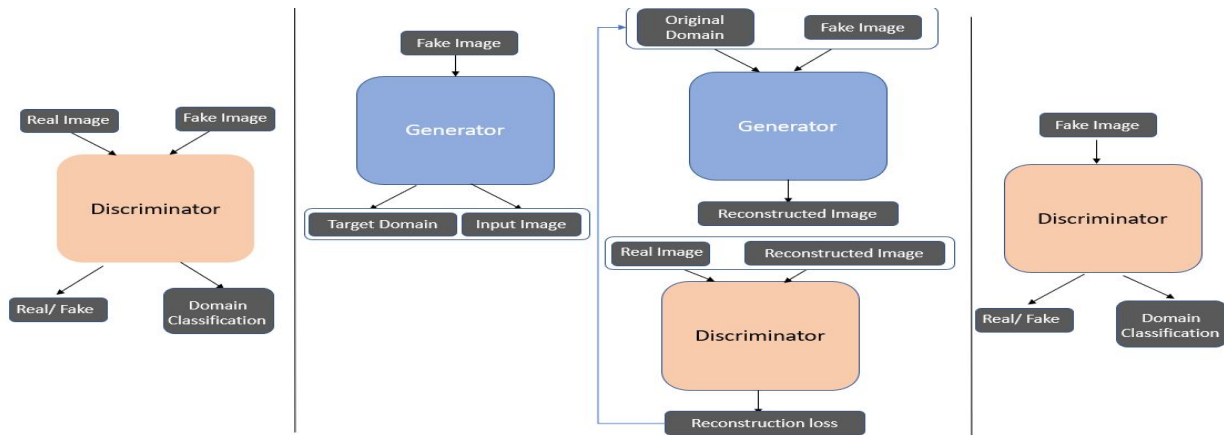 Real Image
Fake Image
Discriminator
Real/ Fake
Domain
Classification
Fake Image
Generator
Target Domain
Input Image
Original
Domain
Fake Image
Generator
Reconstructed Image
Real Image
Reconstructed Image
Discriminator
Reconstruction loss
Fake Image
Discriminator
Real/ Fake
Domain
Classification